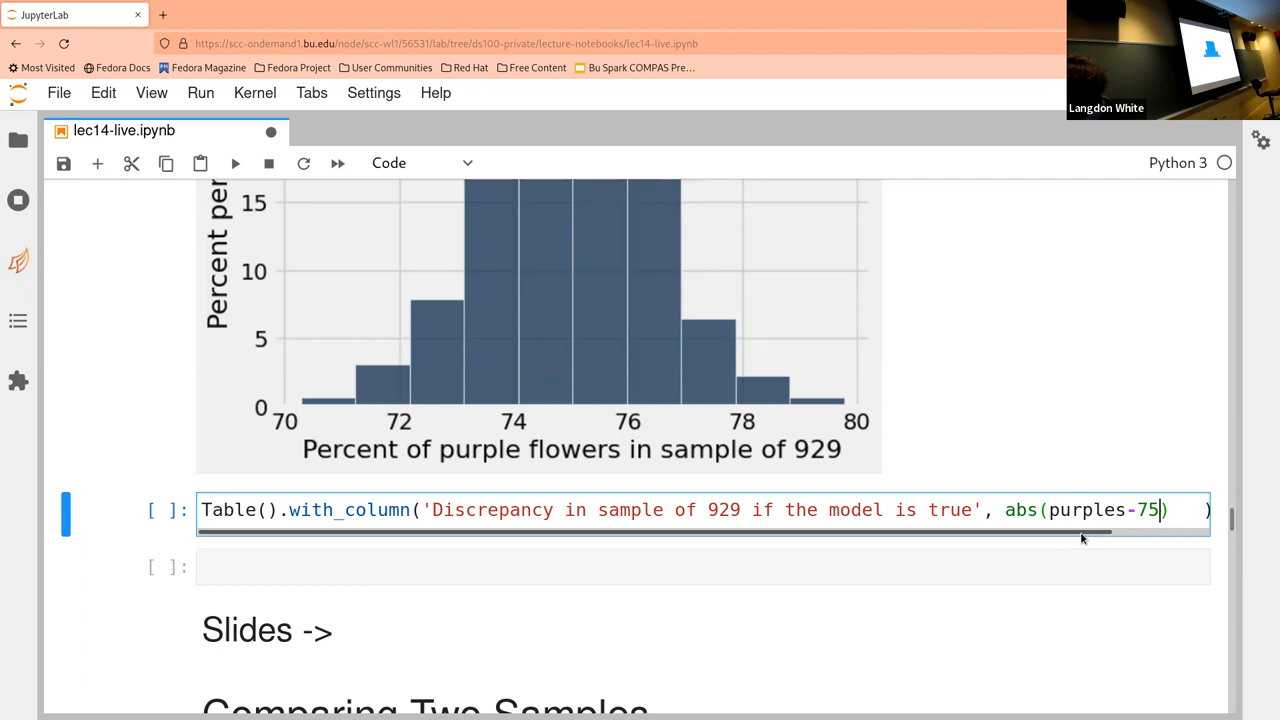 JupyterLab
https://scc-ondemand1.bu.edu/node/scc-wl1/56531/lab/tree/ds100-private/lecture-notebooks/lec14-live.ipynb
Most Visited Fedora Docs Fedora Magazine Fedora Project User Communities Red Hat Free Content Bu Spark COMPAS Pre…
Langdon White
File Edit View Run Kernel Tabs Settings Help
lec14-live.ipynb
Code Python 3
Percent per
15
10
5
0
70 72 74 76 78 80
Percent of purple flowers in sample of 929
[ ]: Table().with_column('Discrepancy in sample of 929 if the model is true', abs(purples-75) )
[ ]:
Slides ->
Comparing Two Samples